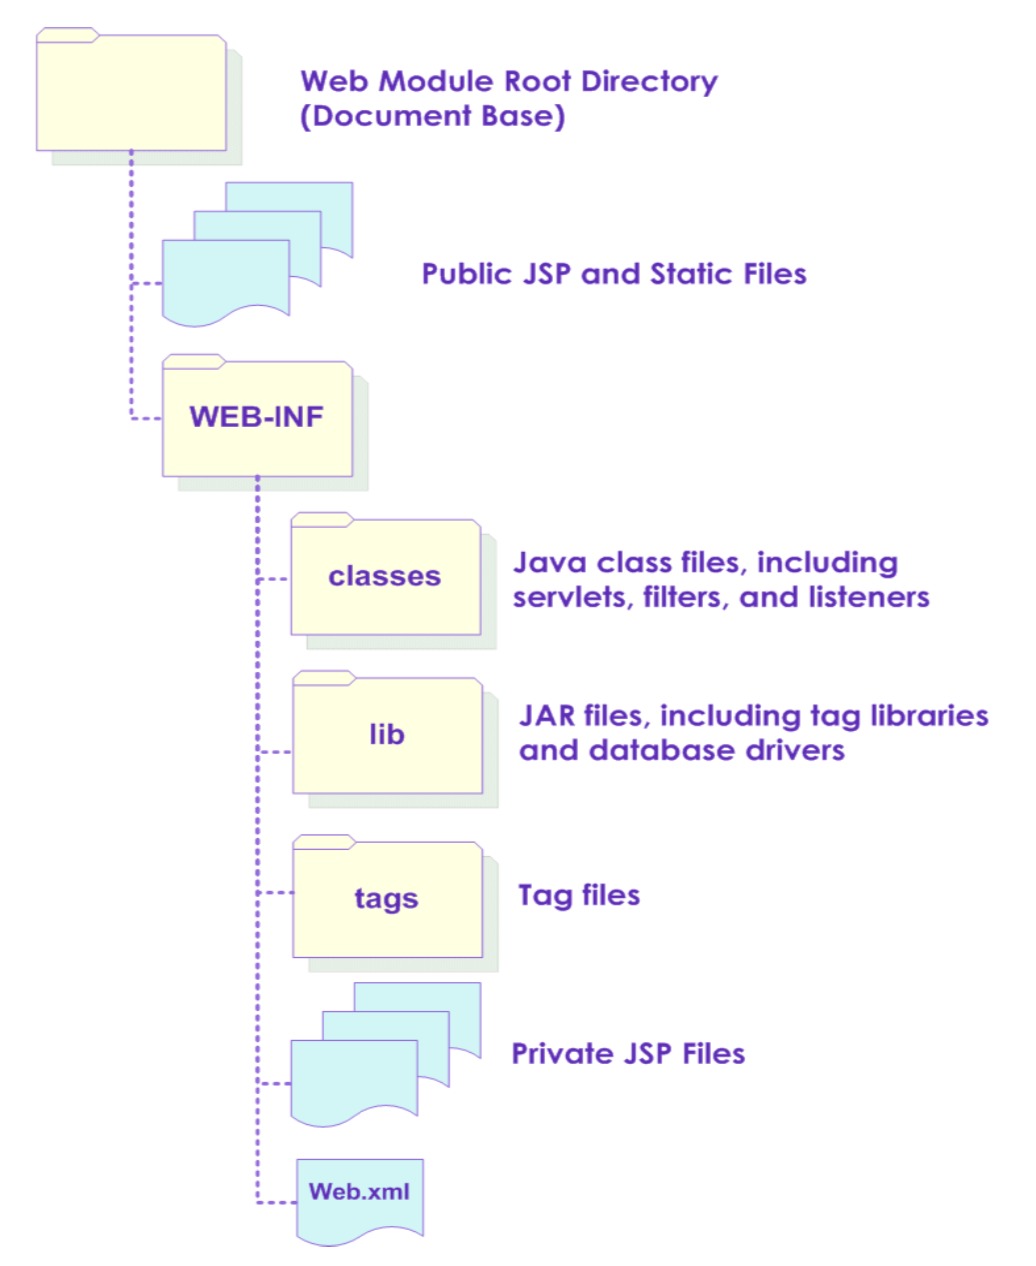 Web Module Root Directory
(Document Base)
Public JSP and Static Files
WEB-INF
classes
Java class files, including
servlets, filters, and listeners
lib
JAR files, including tag libraries
and database drivers
tags
Tag files
Private JSP Files
Web.xml